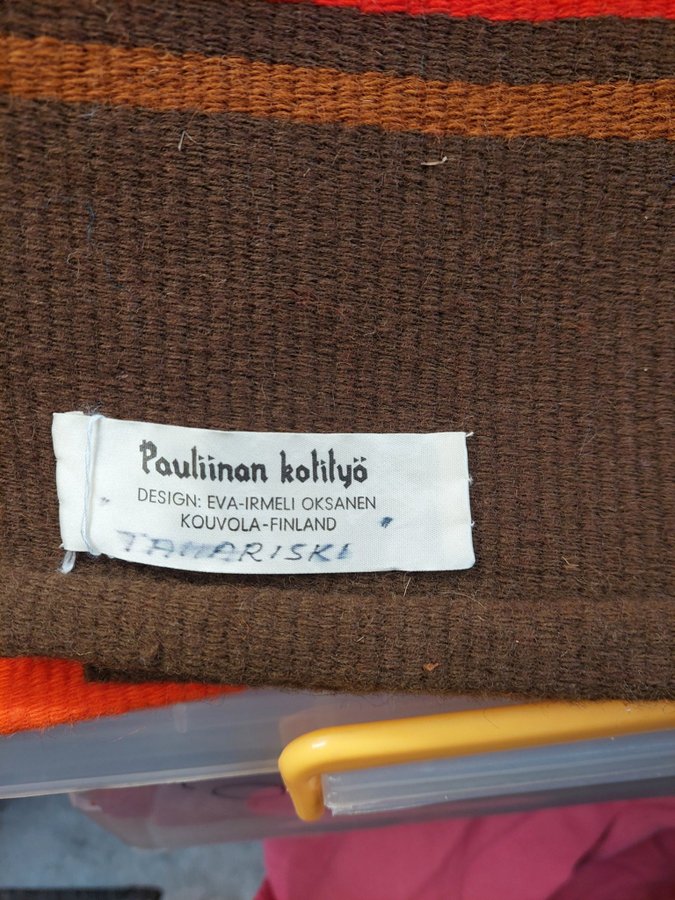 Pauliinan kotityö
DESIGN: EVA-IRMELI OKSANEN
KOUVOLA-FINLAND
"TAMARISKI"